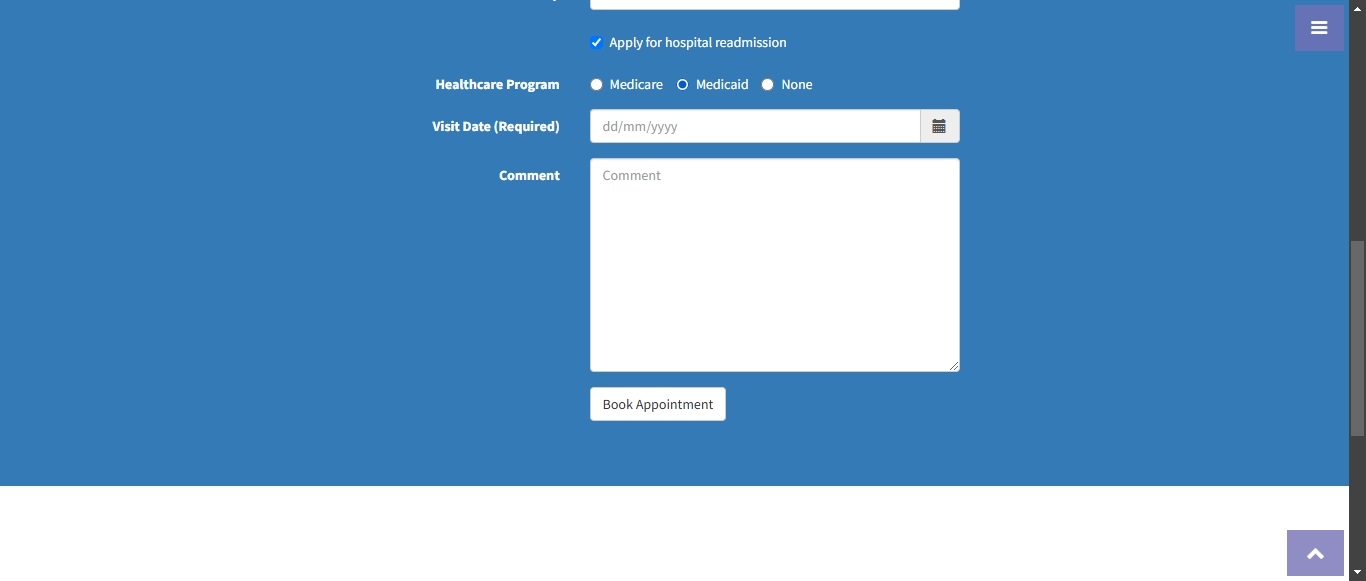 Apply for hospital readmission
Healthcare Program Medicare Medicaid None
Visit Date (Required) dd/mm/yyyy
Comment Comment
Book Appointment